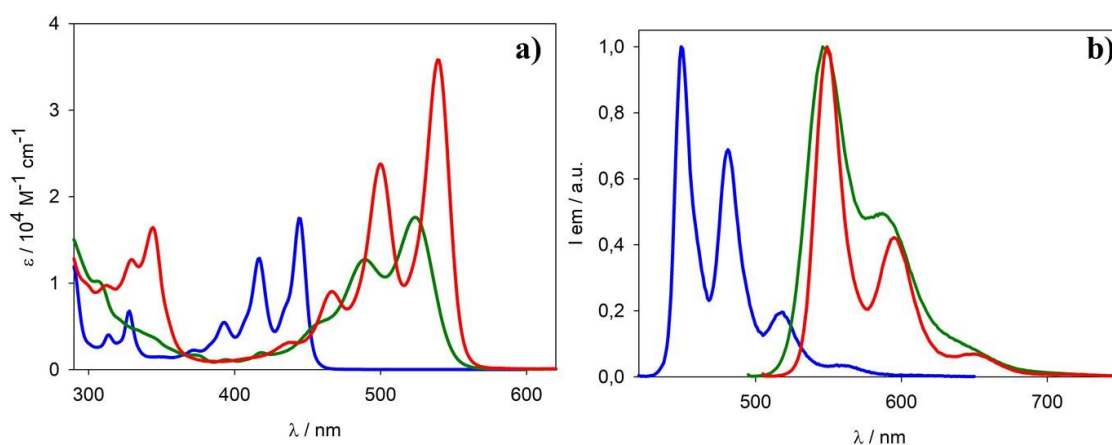 a)
4
3
2
1
0
ε / 10⁴ M⁻¹ cm⁻¹
300 400 500 600
λ / nm
b)
1,0
0,8
0,6
0,4
0,2
0,0
I em / a.u.
500 600 700
λ / nm